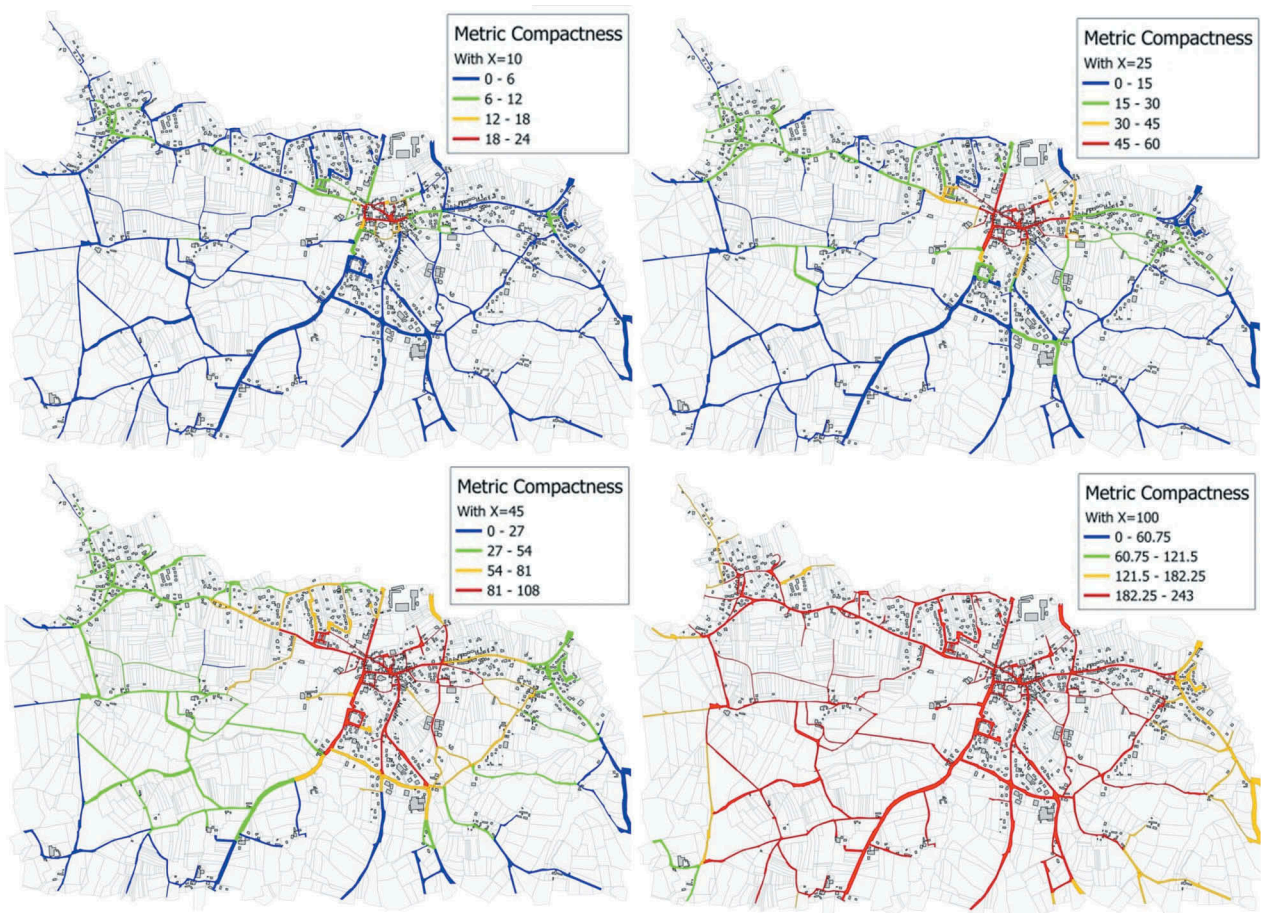 Metric Compactness
With X=10
0 - 6
6 - 12
12 - 18
18 - 24
Metric Compactness
With X=25
0 - 15
15 - 30
30 - 45
45 - 60
Metric Compactness
With X=45
0 - 27
27 - 54
54 - 81
81 - 108
Metric Compactness
With X=100
0 - 60.75
60.75 - 121.5
121.5 - 182.25
182.25 - 243